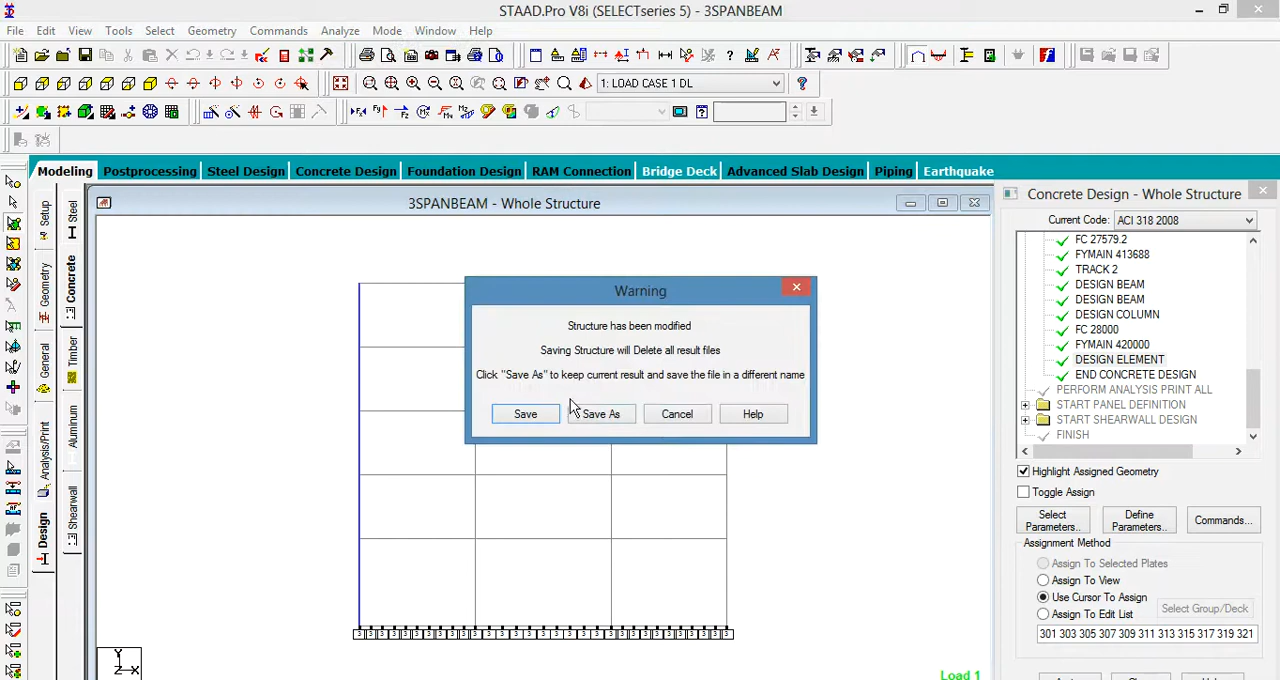 STAAD.Pro V8i (SELECTseries 5) - 3SPANBEAM
File Edit View Tools Select Geometry Commands Analyze Mode Window Help
1: LOAD CASE 1 DL
Modeling Postprocessing Steel Design Concrete Design Foundation Design RAM Connection Bridge Deck Advanced Slab Design Piping Earthquake
Setup
Geometry
General
Analysis/Print
Design
Steel
Concrete
Timber
Aluminum
Shearwall
3SPANBEAM - Whole Structure
Warning
Structure has been modified
Saving Structure will Delete all result files
Click "Save As" to keep current result and save the file in a different name
Save Save As Cancel Help
Y
Z X
Load 1
Concrete Design - Whole Structure
Current Code: ACI 318 2008
FC 27579.2
FYMAIN 413688
TRACK 2
DESIGN BEAM
DESIGN BEAM
DESIGN COLUMN
FC 28000
FYMAIN 420000
DESIGN ELEMENT
END CONCRETE DESIGN
PERFORM ANALYSIS PRINT ALL
START PANEL DEFINITION
START SHEARWALL DESIGN
FINISH
Highlight Assigned Geometry
Toggle Assign
Select Parameters..
Define Parameters..
Commands...
Assignment Method
Assign To Selected Plates
Assign To View
Use Cursor To Assign
Select Group/Deck
Assign To Edit List
301 303 305 307 309 311 313 315 317 319 321